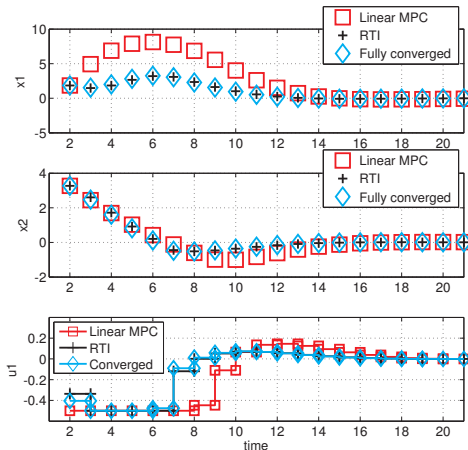 10
5
0
-5
x1
Linear MPC
RTI
Fully converged
2 4 6 8 10 12 14 16 18 20
4
2
0
-2
x2
Linear MPC
RTI
Fully converged
2 4 6 8 10 12 14 16 18 20
0.2
0
-0.2
-0.4
u1
Linear MPC
RTI
Converged
2 4 6 8 10 12 14 16 18 20
time